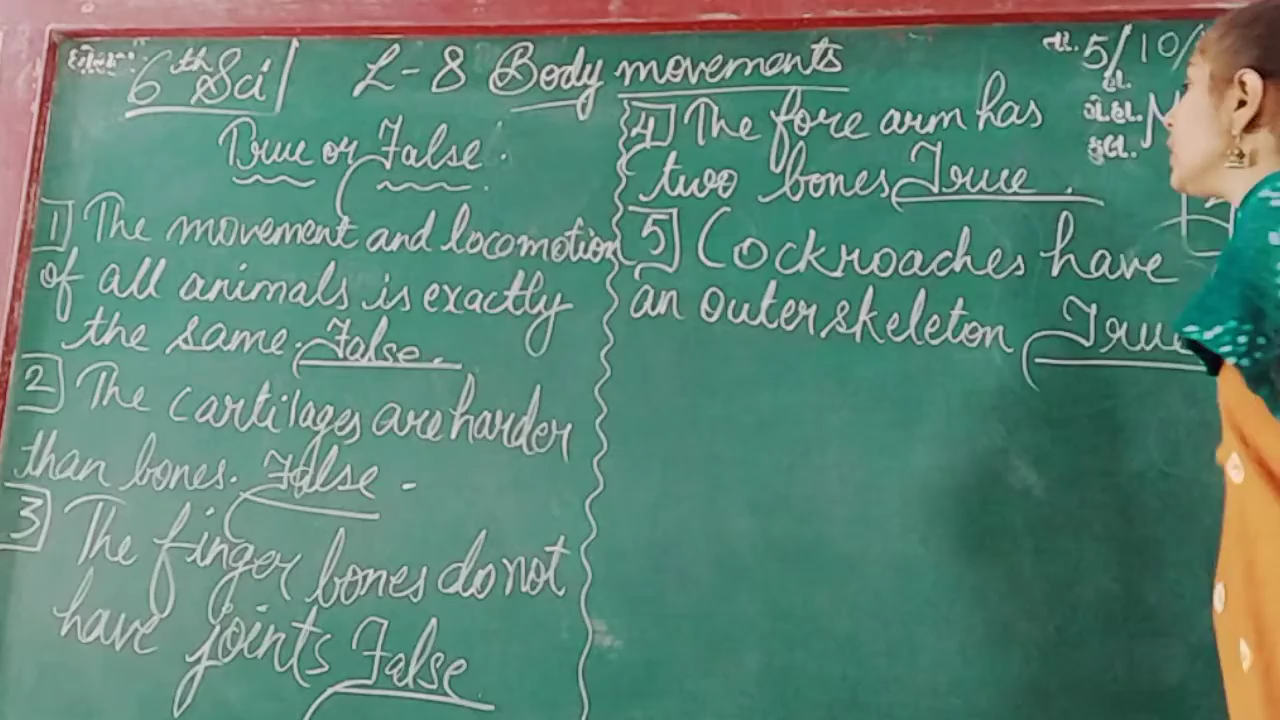 6th Sci
L-8 Body movements
True or False.
1] The movement and locomotion
of all animals is exactly
the same. False.
2] The cartilages are harder
than bones. False.
3] The finger bones do not
have joints False
4] The fore arm has
two bones True.
5] Cockroaches have
an outer skeleton True
તા. 5/10/